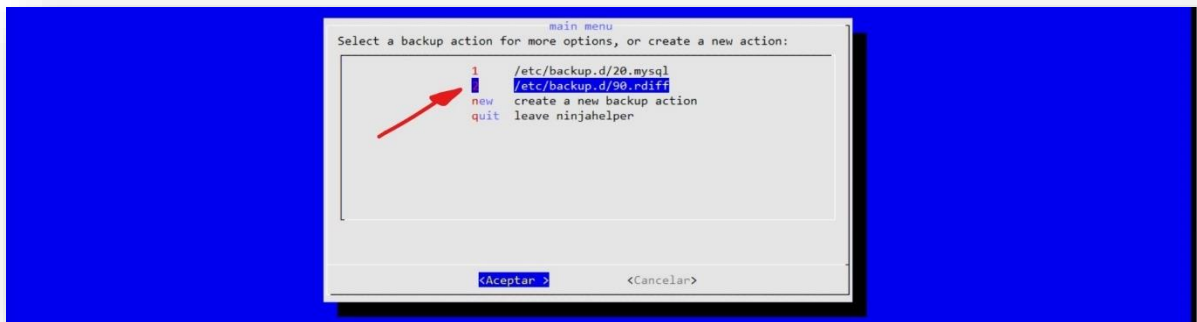 main menu
Select a backup action for more options, or create a new action:
1 /etc/backup.d/20.mysql
2 /etc/backup.d/90.rdiff
new create a new backup action
quit leave ninjahelper
<Aceptar > <Cancelar>